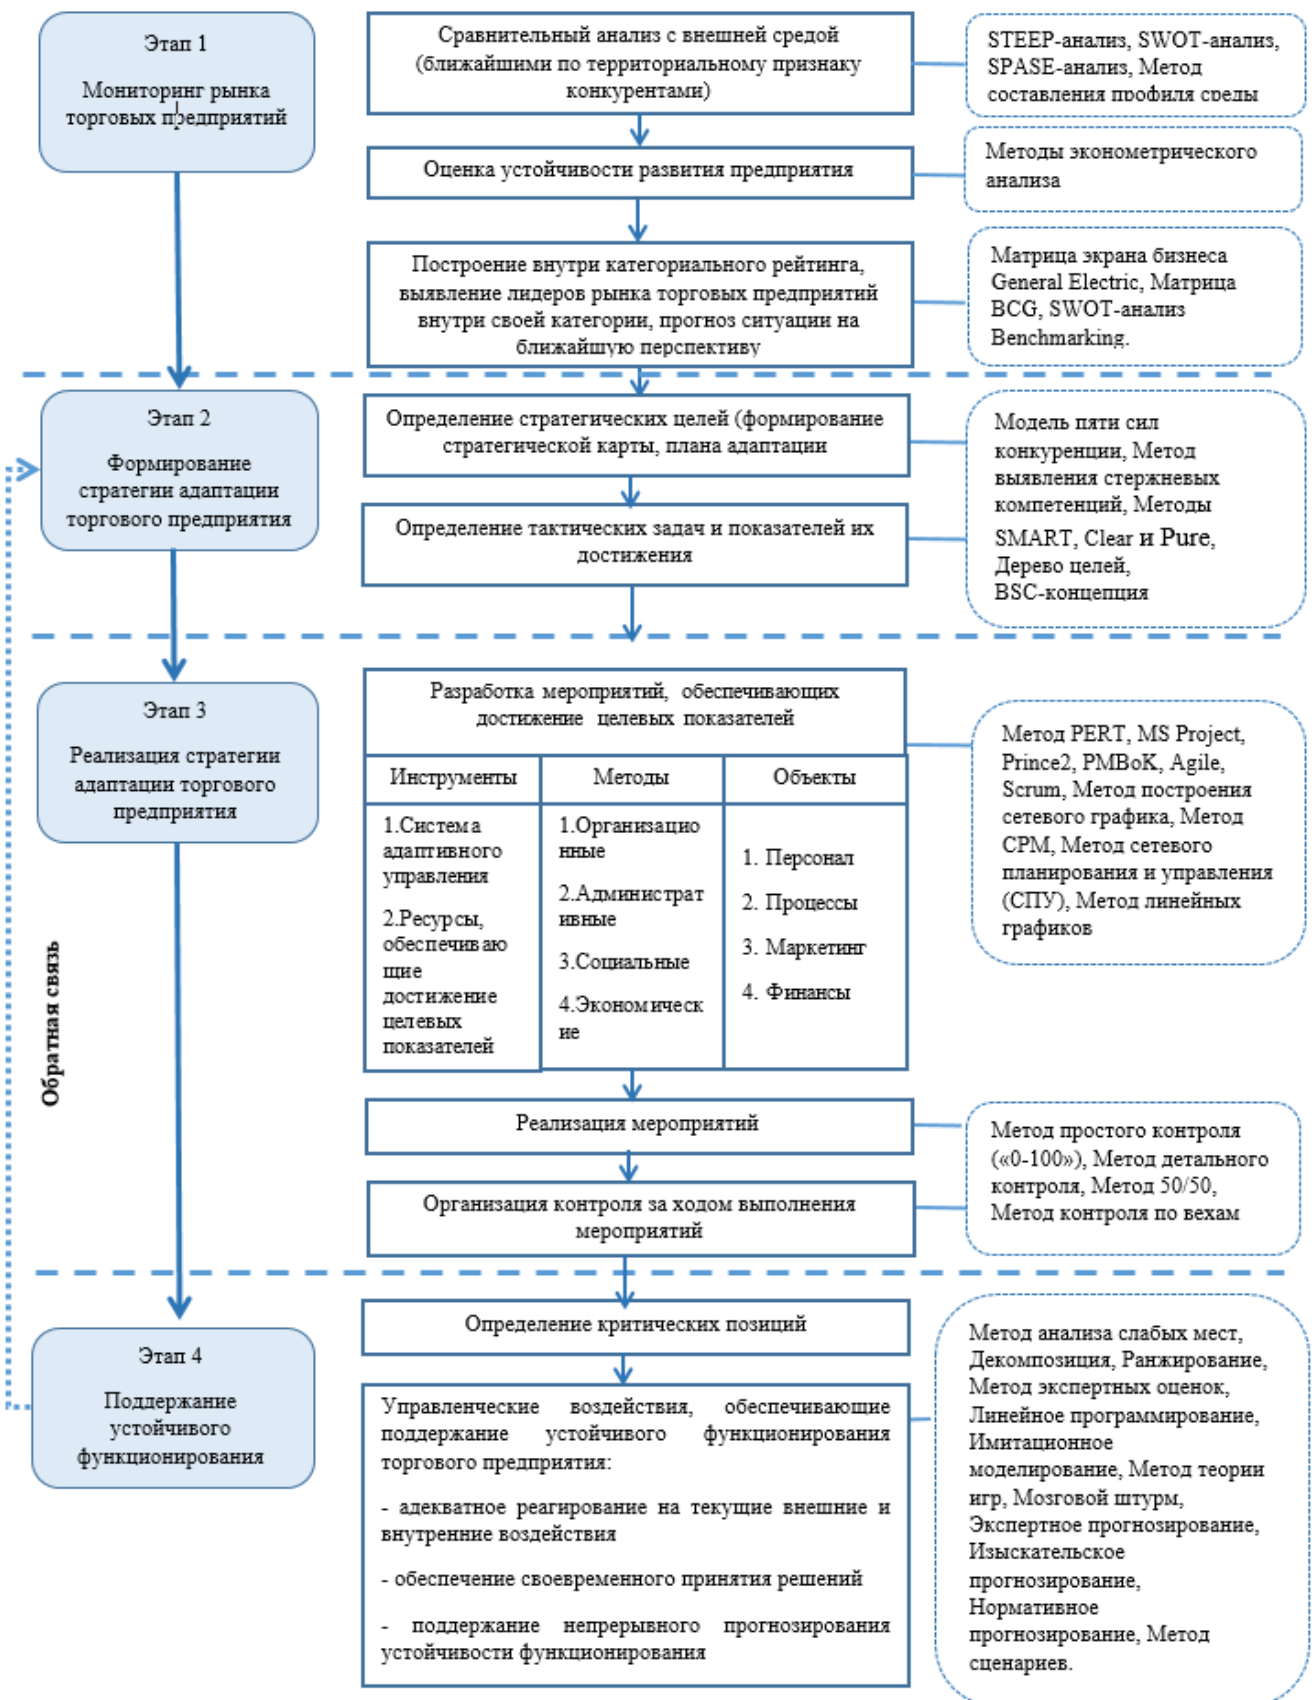 Этап 1
Мониторинг рынка
торговых предприятий
Сравнительный анализ с внешней средой
(ближайшими по территориальному признаку
конкурентами)
STEEP-анализ, SWOT-анализ,
SPASE-анализ, Метод
составления профиля среды
Оценка устойчивости развития предприятия
Методы эконометрического
анализа
Построение внутри категориального рейтинга,
выявление лидеров рынка торговых предприятий
внутри своей категории, прогноз ситуации на
ближайшую перспективу
Матрица экрана бизнеса
General Electric, Матрица
BCG, SWOT-анализ
Benchmarking.
Этап 2
Формирование
стратегии адаптации
торгового предприятия
Определение стратегических целей (формирование
стратегической карты, плана адаптации
Определение тактических задач и показателей их
достижения
Модель пяти сил
конкуренции, Метод
выявления стержневых
компетенций, Методы
SMART, Clear и Pure,
Дерево целей,
BSC-концепция
Этап 3
Реализация стратегии
адаптации торгового
предприятия
Разработка мероприятий, обеспечивающих
достижение целевых показателей
Инструменты
Методы
Объекты
1.Система
адаптивного
управления
2.Ресурсы,
обеспечиваю
щие
достижение
целевых
показателей
1.Организацио
нные
2.Административ
ивные
3.Социальные
4.Экономическ
ие
1. Персонал
2. Процессы
3. Маркетинг
4. Финансы
Метод PERT, MS Project,
Prince2, PMBoK, Agile,
Scrum, Метод построения
сетевого графика, Метод
CPM, Метод сетевого
планирования и управления
(СПУ), Метод линейных
графиков
Обратная связь
Реализация мероприятий
Организация контроля за ходом выполнения
мероприятий
Метод простого контроля
(«0-100»), Метод детального
контроля, Метод 50/50,
Метод контроля по вехам
Этап 4
Поддержание
устойчивого
функционирования
Определение критических позиций
Управленческие воздействия, обеспечивающие
поддержание устойчивого функционирования
торгового предприятия:
- адекватное реагирование на текущие внешние и
внутренние воздействия
- обеспечение своевременного принятия решений
- поддержание непрерывного прогнозирования
устойчивости функционирования
Метод анализа слабых мест,
Декомпозиция, Ранжирование,
Метод экспертных оценок,
Линейное программирование,
Имитационное
моделирование, Метод теории
игр, Мозговой штурм,
Экспертное прогнозирование,
Изыскательское
прогнозирование,
Нормативное
прогнозирование, Метод
сценариев.